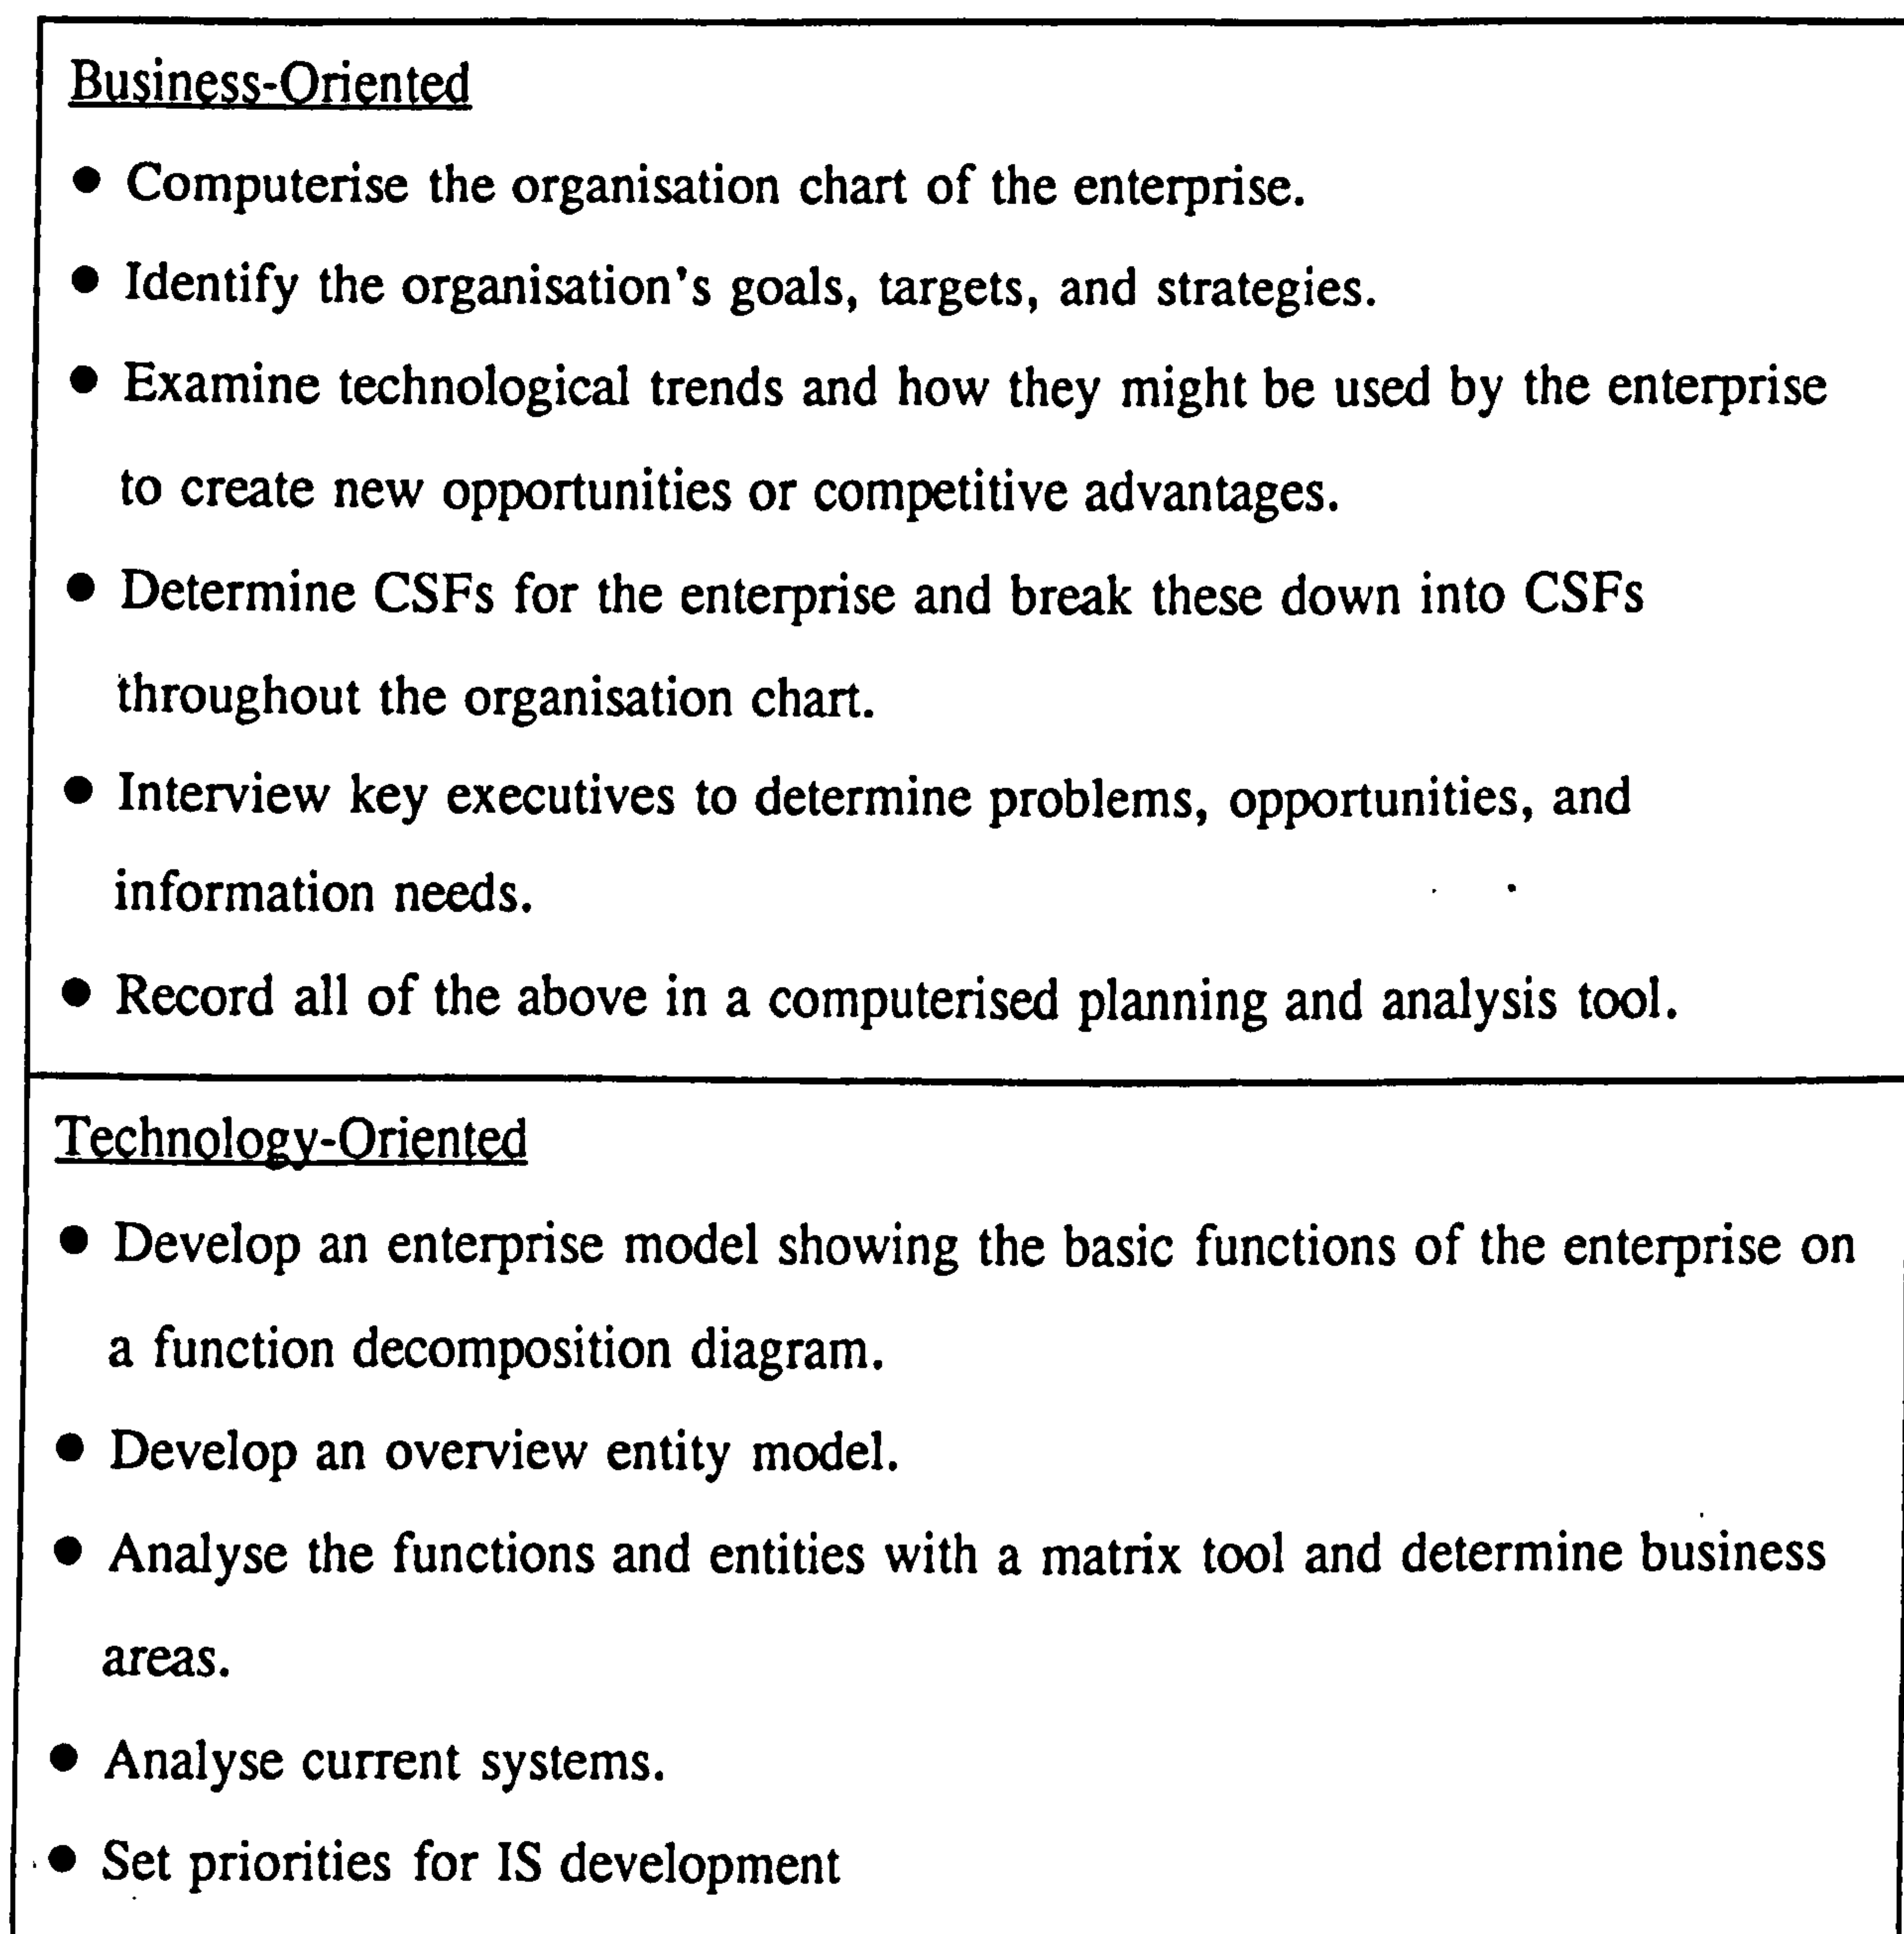 Business-Oriented
● Computerise the organisation chart of the enterprise.
● Identify the organisation's goals, targets, and strategies.
● Examine technological trends and how they might be used by the enterprise
to create new opportunities or competitive advantages.
● Determine CSFs for the enterprise and break these down into CSFs
throughout the organisation chart.
● Interview key executives to determine problems, opportunities, and
information needs.
● Record all of the above in a computerised planning and analysis tool.
Technology-Oriented
● Develop an enterprise model showing the basic functions of the enterprise on
a function decomposition diagram.
● Develop an overview entity model.
● Analyse the functions and entities with a matrix tool and determine business
areas.
● Analyse current systems.
● Set priorities for IS development